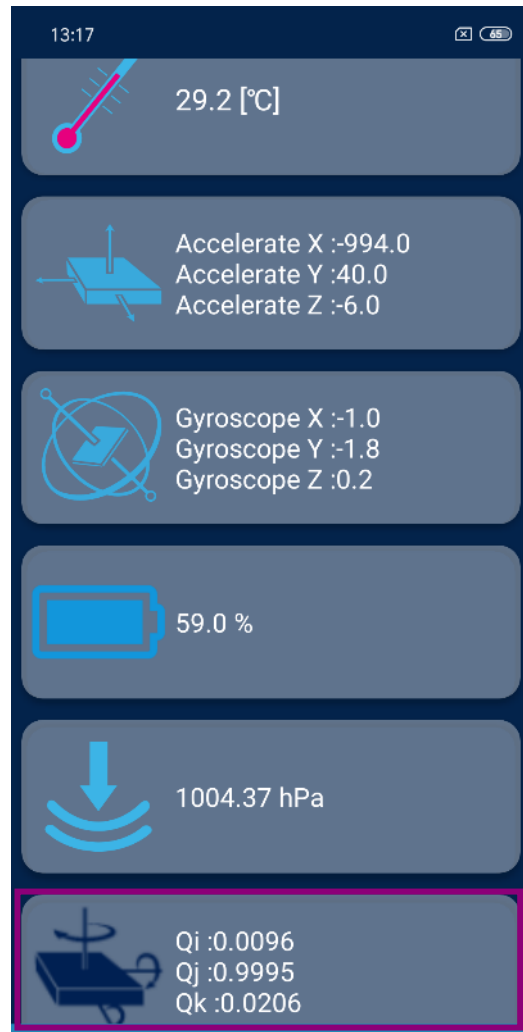 13:17
65
29.2 [°C]
Accelerate X :-994.0
Accelerate Y :40.0
Accelerate Z :-6.0
Gyroscope X :-1.0
Gyroscope Y :-1.8
Gyroscope Z :0.2
59.0 %
1004.37 hPa
Qi :0.0096
Qj :0.9995
Qk :0.0206